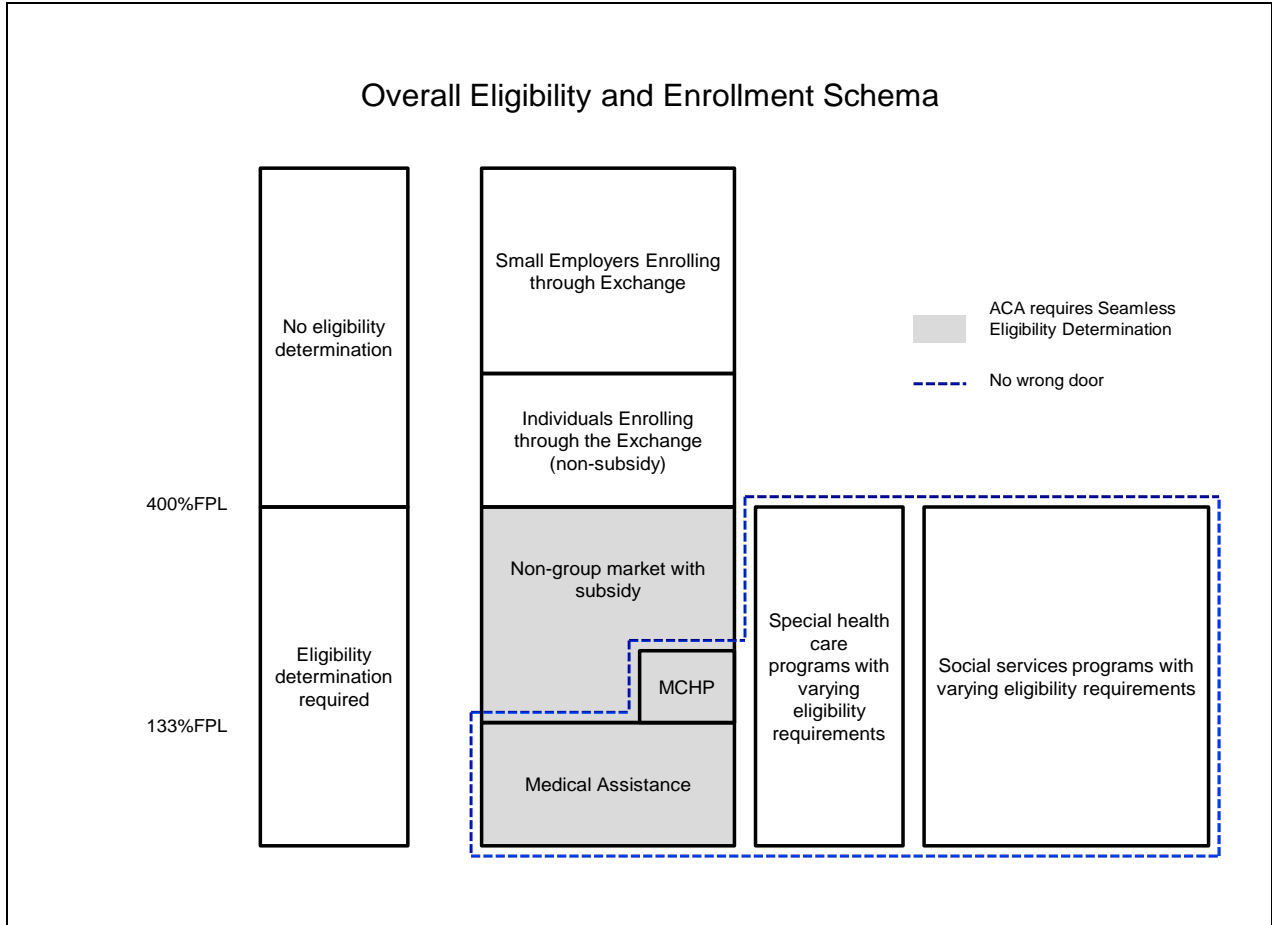 Overall Eligibility and Enrollment Schema
Small Employers Enrolling
through Exchange
No eligibility
determination
ACA requires Seamless
Eligibility Determination
No wrong door
Individuals Enrolling
through the Exchange
(non-subsidy)
400%FPL
Non-group market with
subsidy
Eligibility
determination
required
MCHP
Special health
care
programs with
varying
eligibility
requirements
Social services programs with
varying eligibility requirements
133%FPL
Medical Assistance